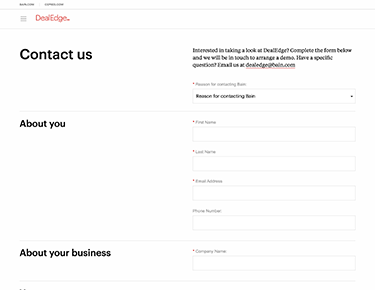 BAIN.COM
DealEdge
Contact us
Interested in taking a look at DealEdge? Complete the form below
and we will be in touch to arrange a demo. Have a specific
question? Email us at dealedge@bain.com
* Reason for contacting Bain
Reason for contacting Bain
About you
* First Name
* Last Name
* Email Address
Phone Number
About your business
* Company Name